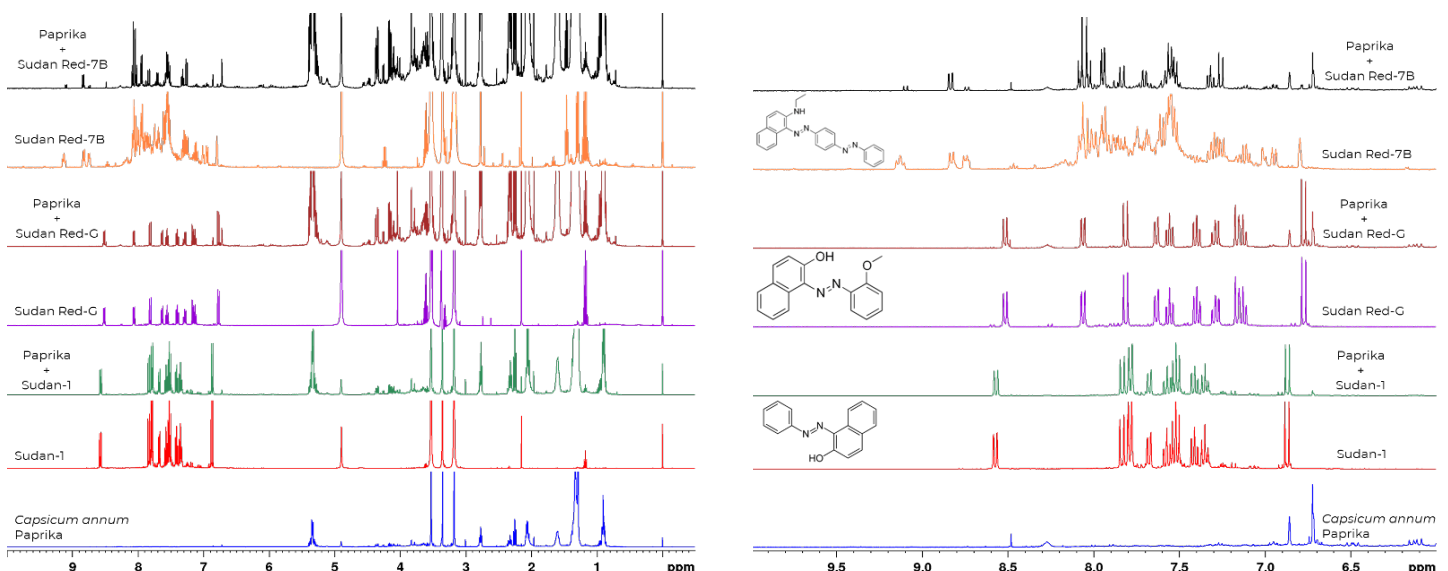 Paprika
+
Sudan Red-7B
Sudan Red-7B
Paprika
+
Sudan Red-G
Sudan Red-G
Paprika
+
Sudan-1
Sudan-1
Capsicum annum
Paprika
9 8 7 6 5 4 3 2 1 ppm
Paprika
+
Sudan Red-7B
NH
N
N
N
N
Sudan Red-7B
Paprika
+
Sudan Red-G
OH
O
N
N
Sudan Red-G
Paprika
+
Sudan-1
N
N
HO
Sudan-1
Capsicum annum
Paprika
9.5 9.0 8.5 8.0 7.5 7.0 6.5 ppm